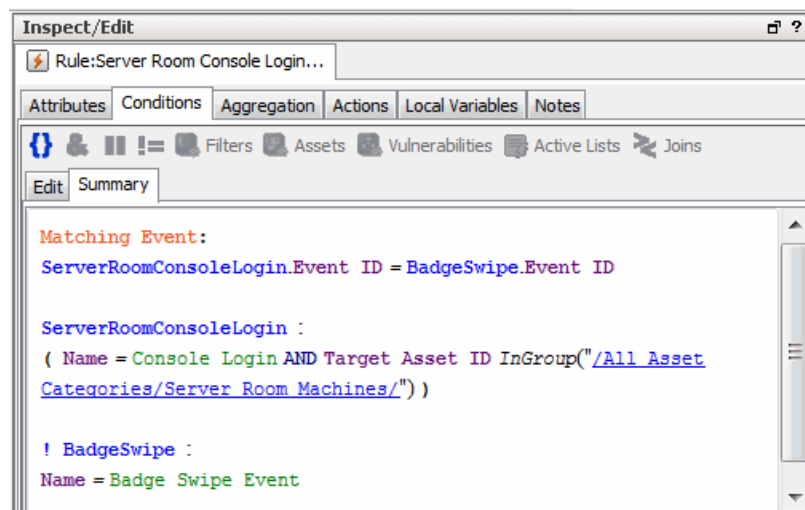 Inspect/Edit ?
Rule:Server Room Console Login...
Attributes Conditions Aggregation Actions Local Variables Notes
{} & != Filters Assets Vulnerabilities Active Lists Joins
Edit Summary
Matching Event:
ServerRoomConsoleLogin.Event ID = BadgeSwipe.Event ID
ServerRoomConsoleLogin :
( Name = Console Login AND Target Asset ID InGroup("/All Asset
Categories/Server Room Machines/") )
! BadgeSwipe :
Name = Badge Swipe Event